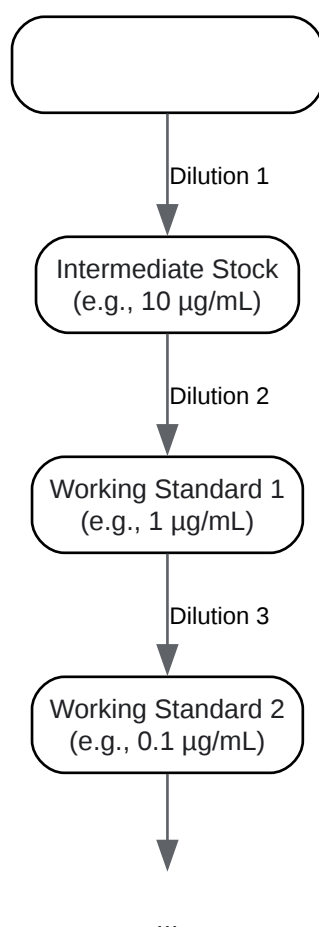 Dilution 1
Intermediate Stock
(e.g., 10 µg/mL)
Dilution 2
Working Standard 1
(e.g., 1 µg/mL)
Dilution 3
Working Standard 2
(e.g., 0.1 µg/mL)
...